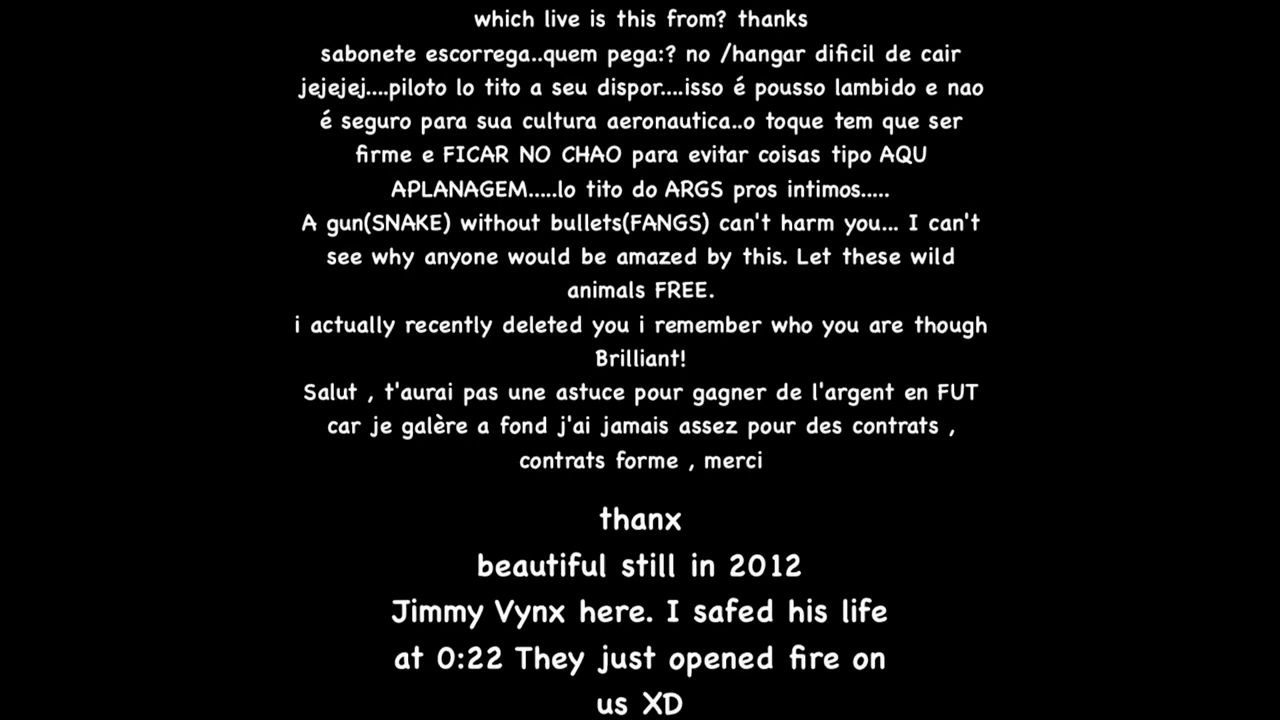 which live is this from? thanks
sabonete escorrega..quem pega:? no /hangar dificil de cair
jejejej....piloto lo tito a seu dispor....isso é pousso lambido e nao
é seguro para sua cultura aeronautica..o toque tem que ser
firme e FICAR NO CHAO para evitar coisas tipo AQU
APLANAGEM.....lo tito do ARGS pros intimos.....
A gun(SNAKE) without bullets(FANGS) can't harm you... I can't
see why anyone would be amazed by this. Let these wild
animals FREE.
i actually recently deleted you i remember who you are though
Brilliant!
Salut , t'aurai pas une astuce pour gagner de l'argent en FUT
car je galère a fond j'ai jamais assez pour des contrats ,
contrats forme , merci
thanx
beautiful still in 2012
Jimmy Vynx here. I safed his life
at 0:22 They just opened fire on
us XD